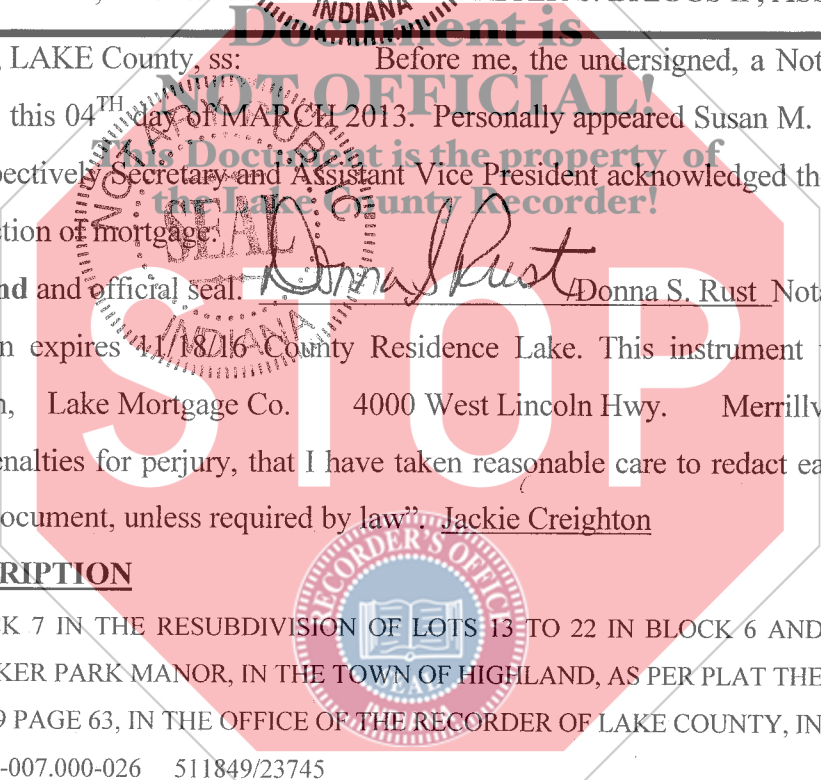 INDIANA
Document is
, LAKE County, ss: Before me, the undersigned, a Not
NOT OFFICIAL!
this 04TH day of MARCH 2013. Personally appeared Susan M.
This Document is the property of
pectively Secretary and Assistant Vice President acknowledged th
the Lake County Recorder!
ction of mortgage.
NOTARY PUBLIC
SEAL
INDIANA
nd and official seal. Donna S Rust Donna S. Rust Nota
STOP
n expires 11/18/16 County Residence Lake. This instrument
n, Lake Mortgage Co. 4000 West Lincoln Hwy. Merrillv
enalties for perjury, that I have taken reasonable care to redact ea
ocument, unless required by law”. Jackie Creighton
RECORDER'S OFFIC
SEAL
RIPTION
K 7 IN THE RESUBDIVISION OF LOTS 13 TO 22 IN BLOCK 6 AND
KER PARK MANOR, IN THE TOWN OF HIGHLAND, AS PER PLAT THE
9 PAGE 63, IN THE OFFICE OF THE RECORDER OF LAKE COUNTY, IN
-007.000-026 511849/23745